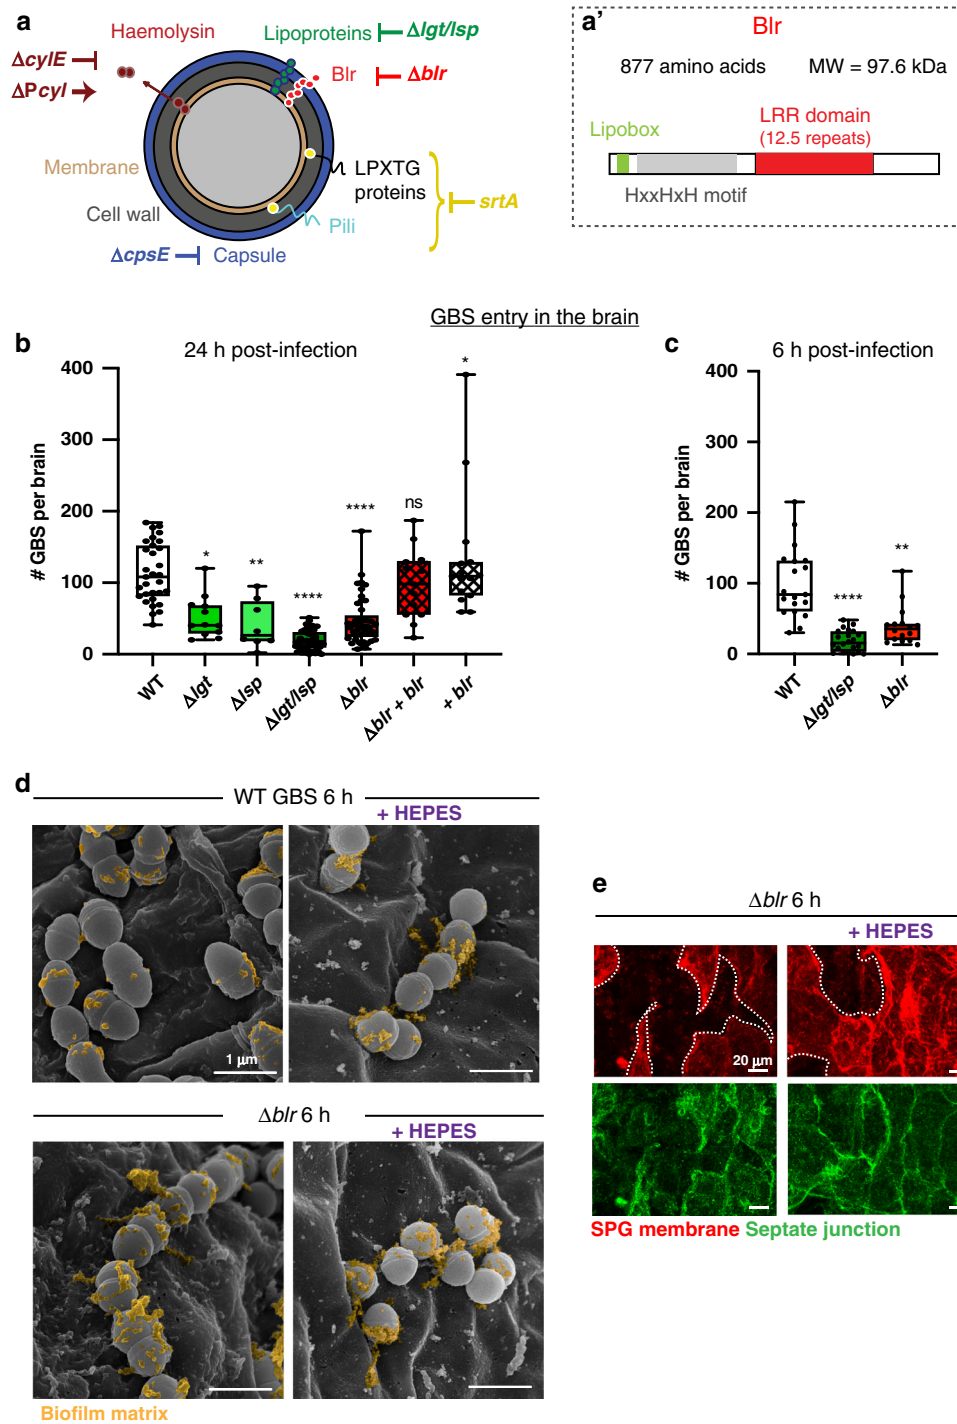 a
Haemolysin
Lipoproteins
Δlgt/lsp
ΔcylE
ΔPcyl
Blr
Δblr
Membrane
LPXTG
proteins
srtA
Cell wall
Pili
ΔcpsE
Capsule
a'
Blr
877 amino acids
MW = 97.6 kDa
LRR domain
(12.5 repeats)
Lipobox
HxxHxH motif
GBS entry in the brain
b
24 h post-infection
# GBS per brain
400
300
200
100
0
*
**
****
****
ns
*
WT
Δlgt
Δlsp
Δlgt/lsp
Δblr
Δblr + blr
+ blr
c
6 h post-infection
# GBS per brain
400
300
200
100
0
****
**
WT
Δlgt/lsp
Δblr
d
WT GBS 6 h
+ HEPES
1 μm
Δblr 6 h
+ HEPES
Biofilm matrix
e
Δblr 6 h
+ HEPES
20 μm
SPG membrane Septate junction